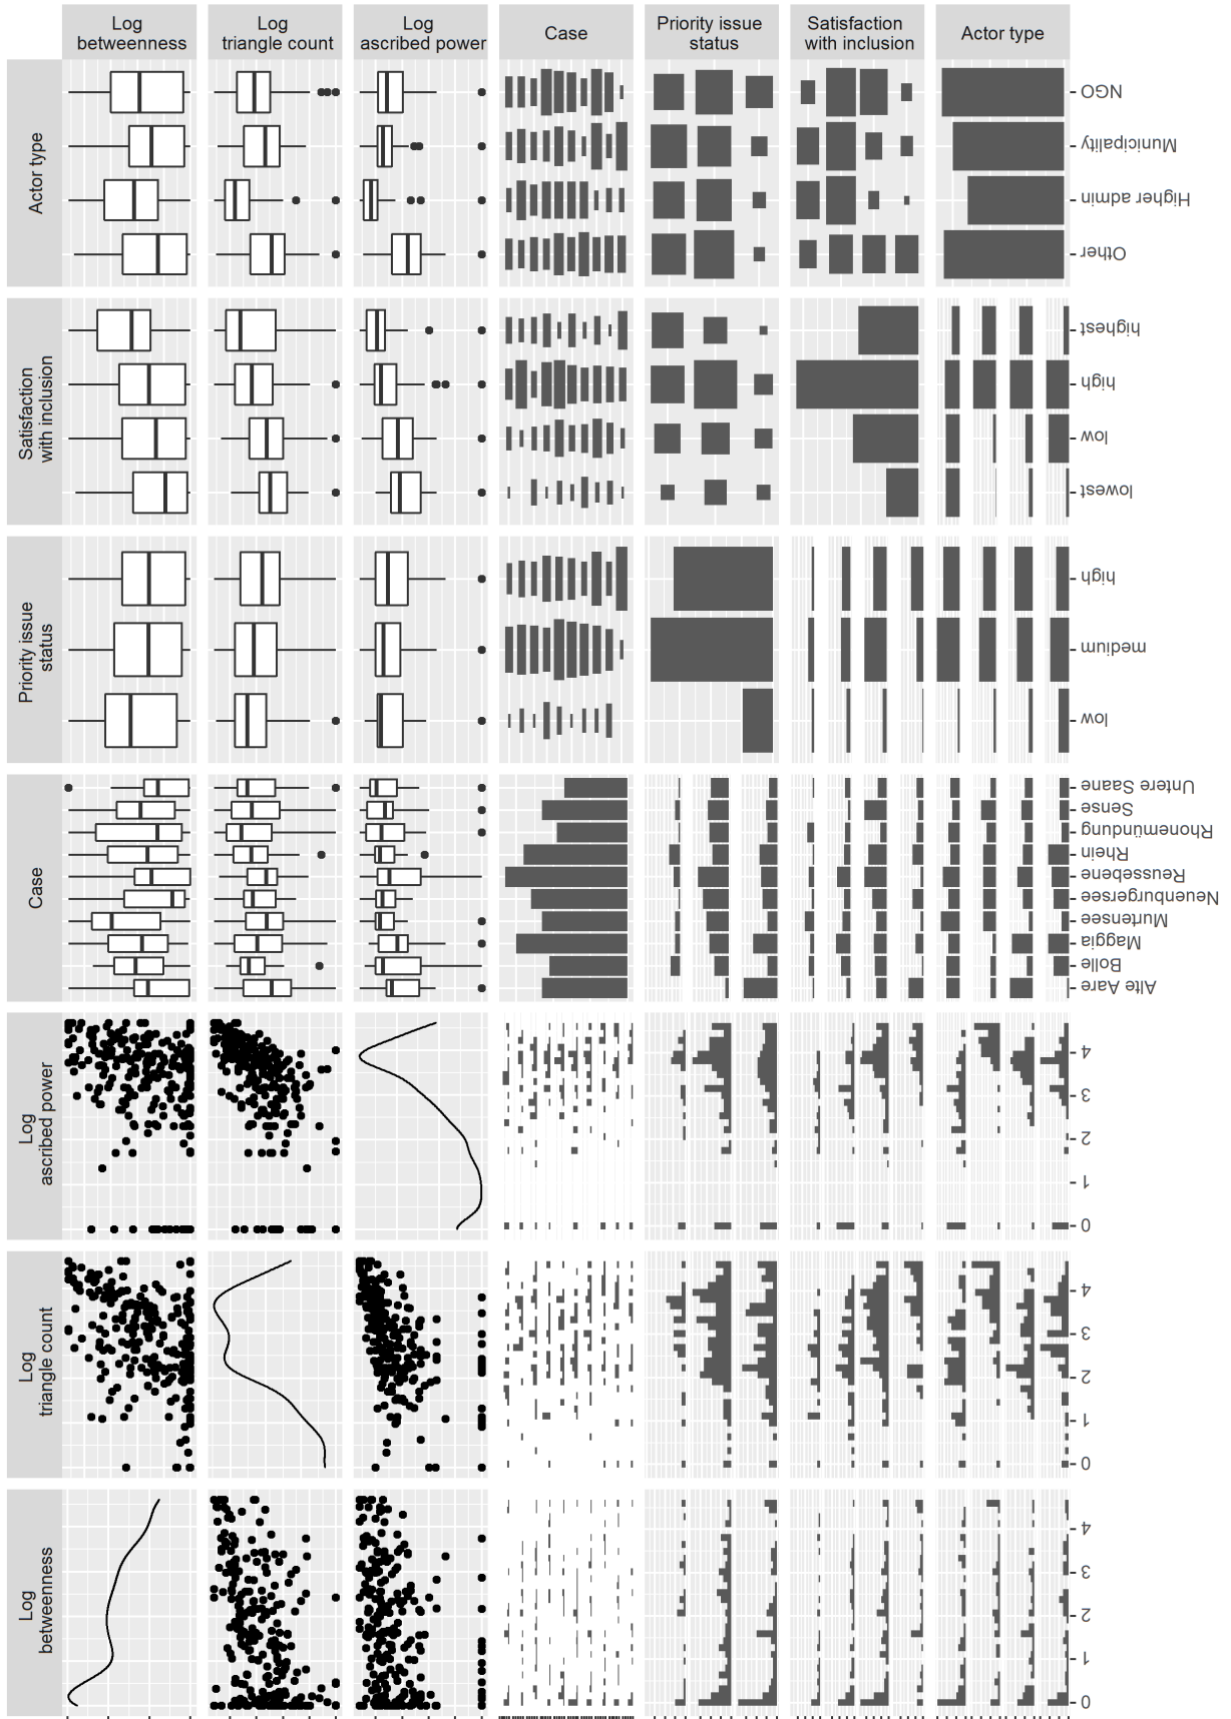 Log
betweenness
Log
triangle count
Log
ascribed power
Case
Priority issue
status
Satisfaction
with inclusion
Actor type
Actor type
Satisfaction
with inclusion
Priority issue
status
Case
Log
ascribed power
Log
triangle count
Log
betweenness
NGO
Municipality
Higher admin
Other
highest
high
low
lowest
high
medium
low
Untere Saane
Sense
Rhonemündung
Rhein
Reussebene
Neuenburgersee
Murtensee
Maggia
Bolle
Alte Aare
4
3
2
1
0
4
3
2
1
0
4
3
2
1
0